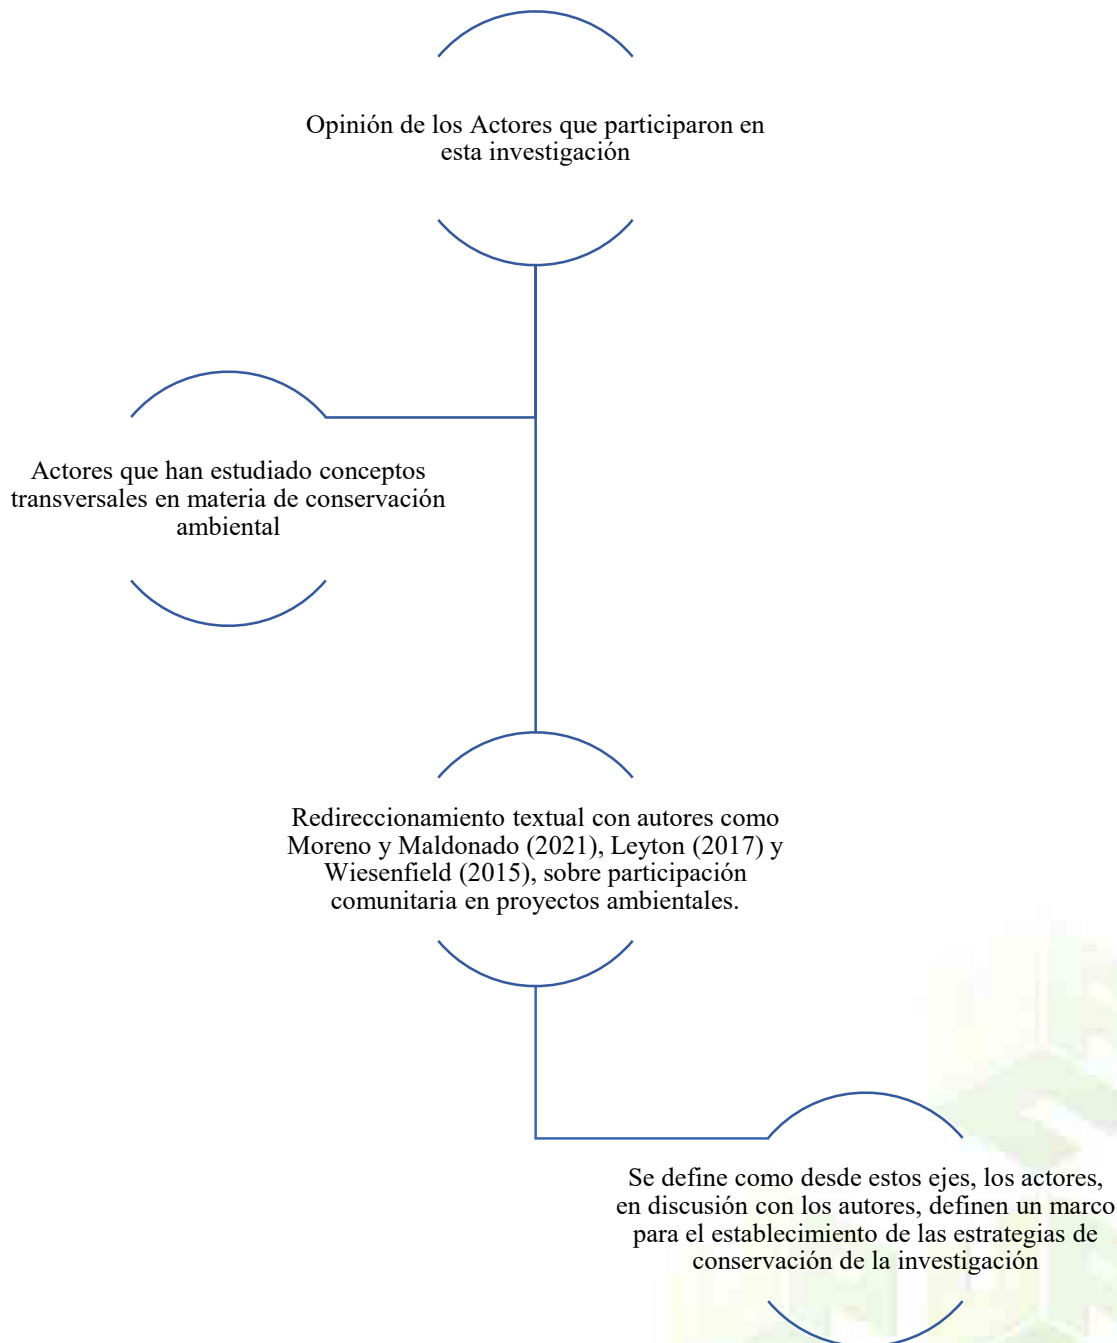 Opinión de los Actores que participaron en
esta investigación
Actores que han estudiado conceptos
transversales en materia de conservación
ambiental
Redireccionamiento textual con autores como
Moreno y Maldonado (2021), Leyton (2017) y
Wiesenfield (2015), sobre participación
comunitaria en proyectos ambientales.
Se define como desde estos ejes, los actores,
en discusión con los autores, definen un marco
para el establecimiento de las estrategias de
conservación de la investigación